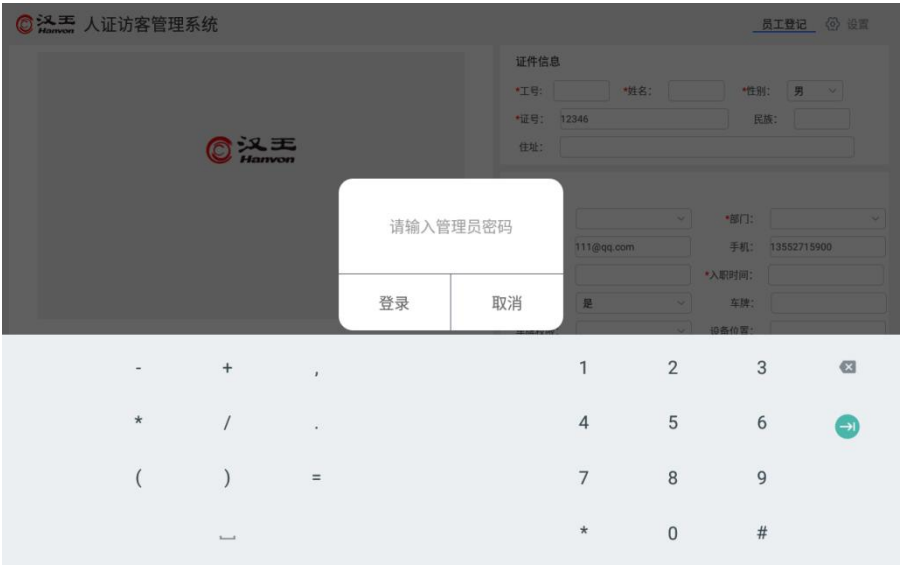 汉王 Hanvon 人证访客管理系统 员工登记 设置
证件信息
*工号: *姓名: *性别: 男
*证号: 12346 民族:
住址:
汉王
Hanvon
请输入管理员密码
登录 取消
*部门:
111@qq.com 手机: 13552715900
*入职时间:
是 车牌:
设备位置:
- + , 1 2 3
* / . 4 5 6
( ) = 7 8 9
* 0 #